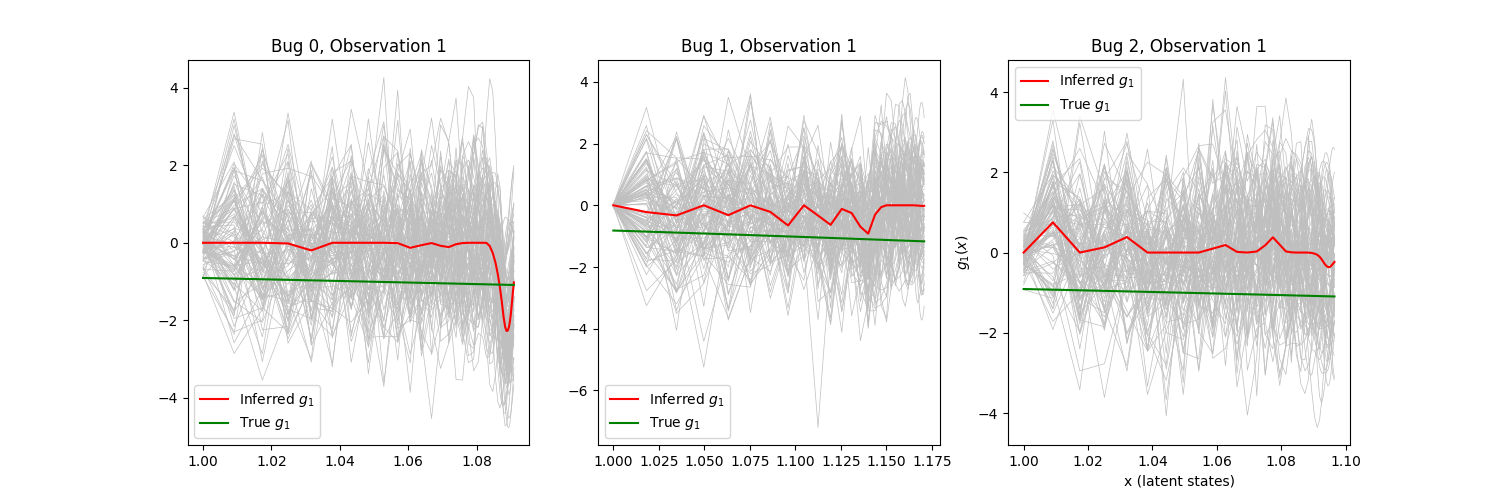 Bug 0, Observation 1
4
2
0
−2
−4
Inferred g₁
True g₁
1.00 1.02 1.04 1.06 1.08
Bug 1, Observation 1
4
2
0
−2
−4
−6
Inferred g₁
True g₁
1.000 1.025 1.050 1.075 1.100 1.125 1.150 1.175
Bug 2, Observation 1
Inferred g₁
True g₁
g₁(x)
4
2
0
−2
−4
1.00 1.02 1.04 1.06 1.08 1.10
x (latent states)